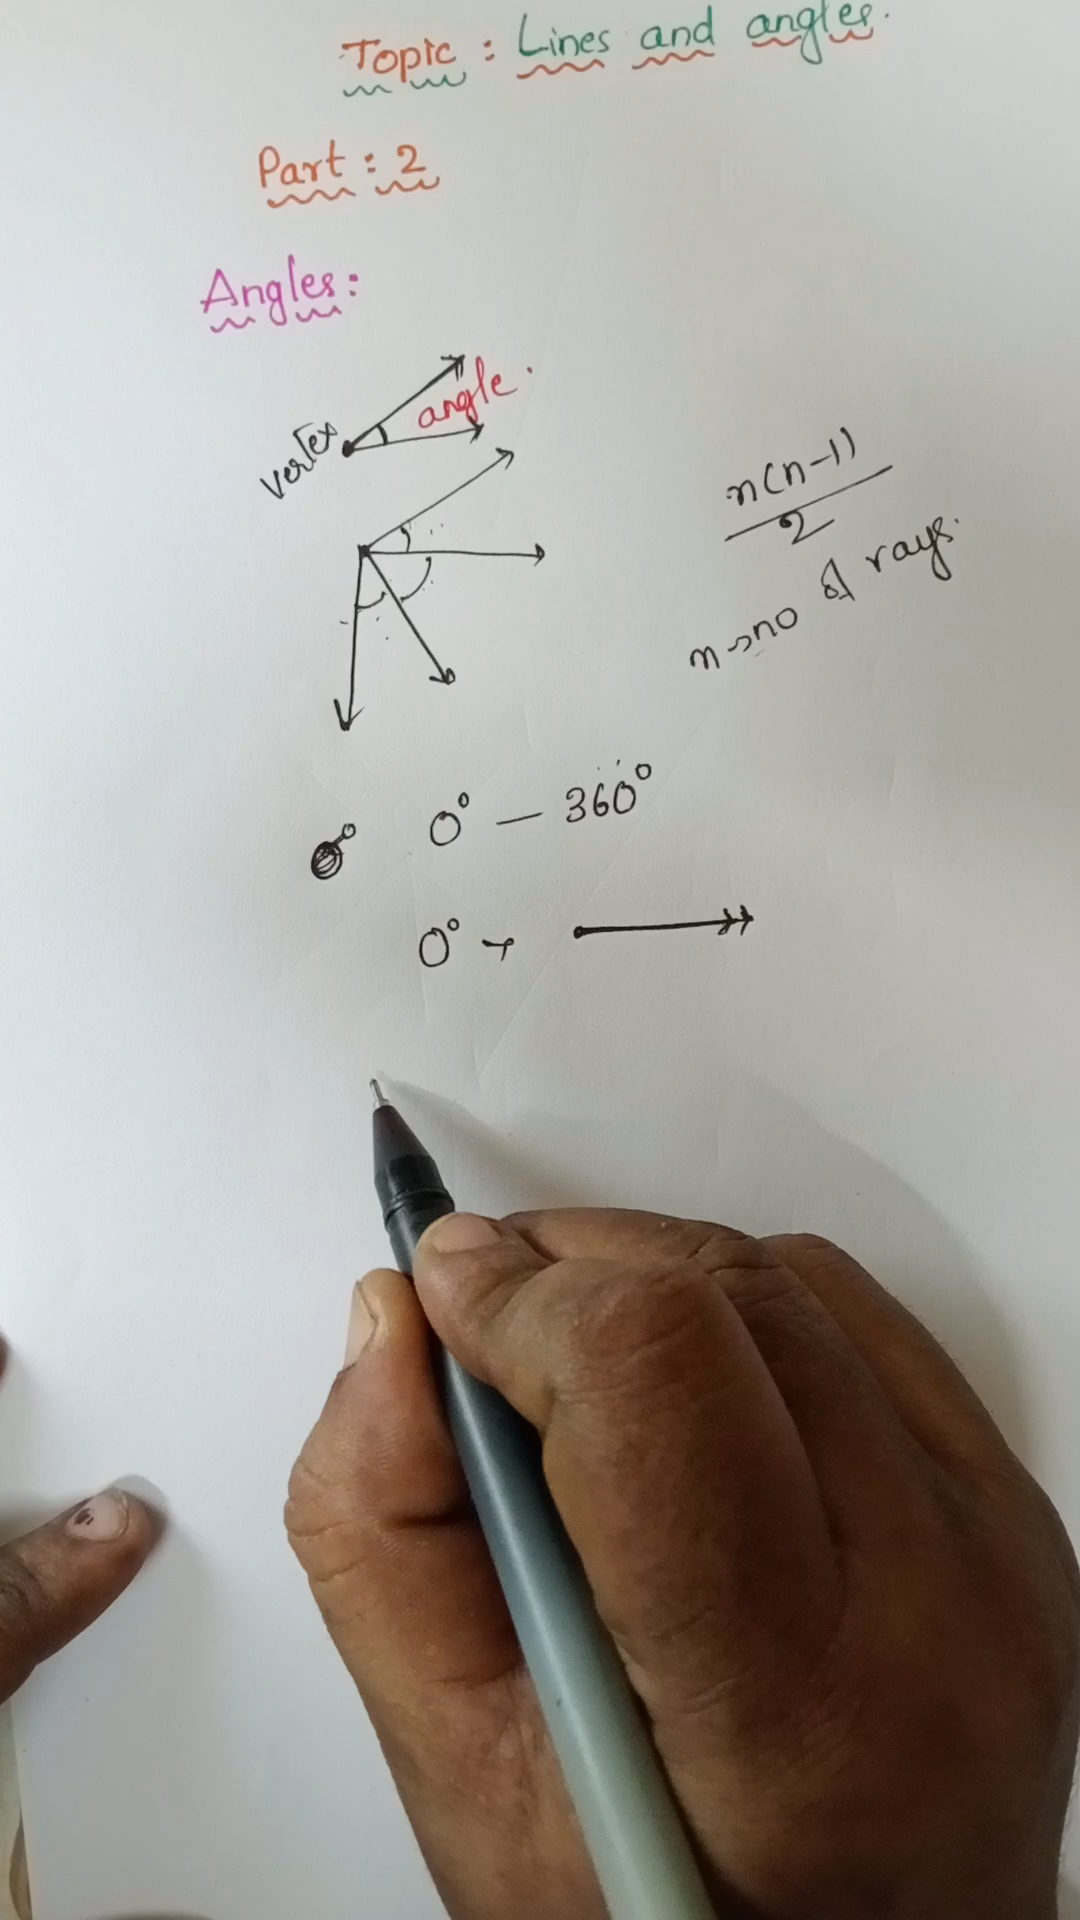 Topic : Lines and angles.
Part : 2
Angles:
angle.
vertex
n(n-1)
2
n→no of rays.
0° — 360°
0° →